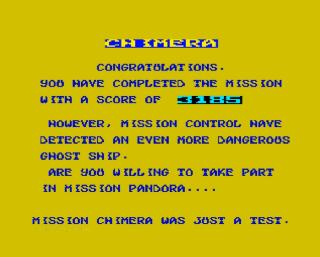 CHIMERA
CONGRATULATIONS.
YOU HAVE COMPLETED THE MISSION
WITH A SCORE OF 3185
HOWEVER, MISSION CONTROL HAVE
DETECTED AN EVEN MORE DANGEROUS
GHOST SHIP.
ARE YOU WILLING TO TAKE PART
IN MISSION PANDORA....
MISSION CHIMERA WAS JUST A TEST.